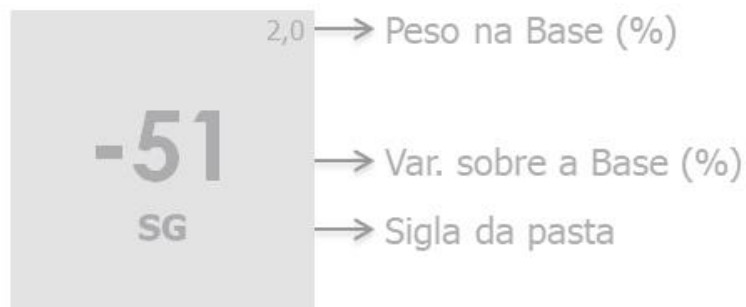 2,0 Peso na Base (%)
-51 Var. sobre a Base (%)
SG Sigla da pasta